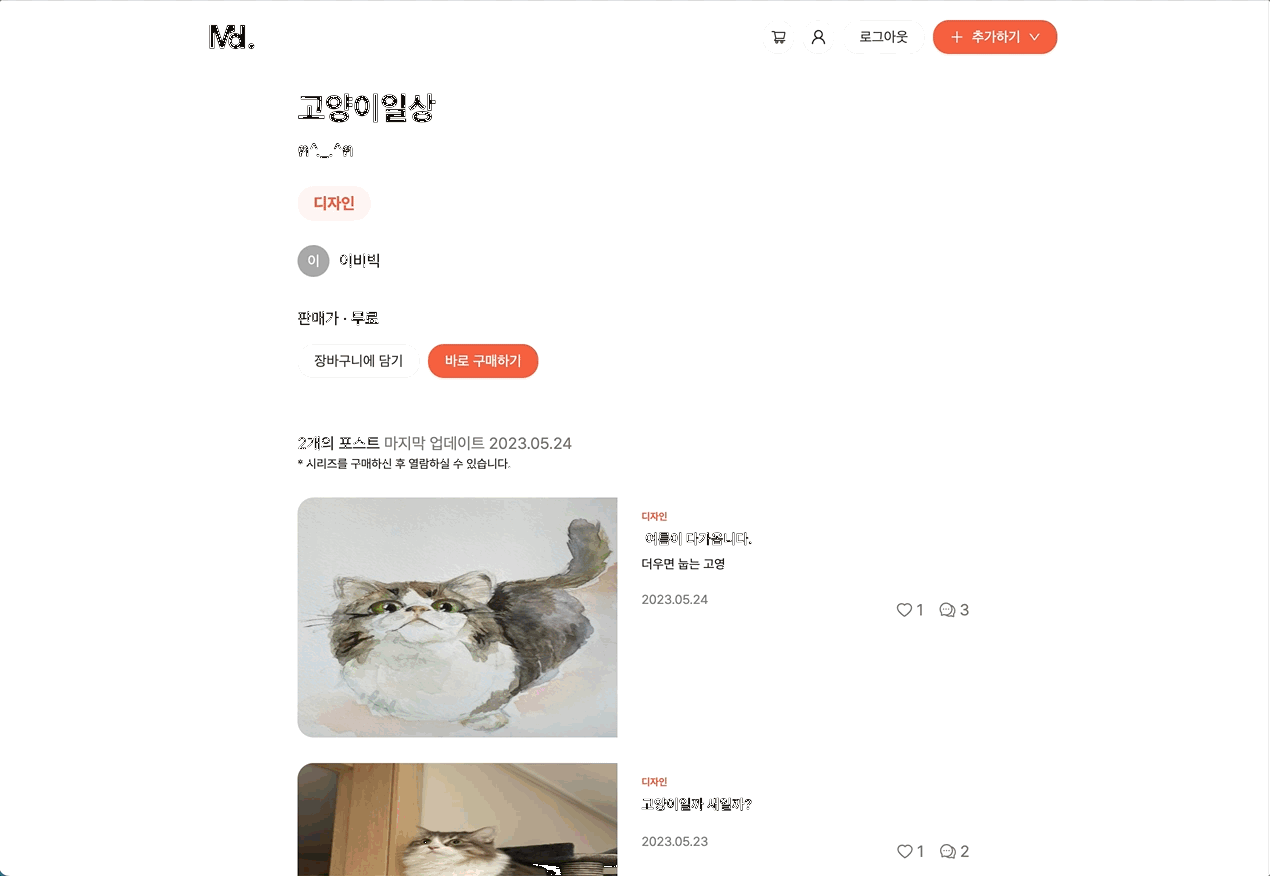 Md.
로그아웃
추가하기
고양이일상
ฅ^._.^ฅ
디자인
이 이비빅
판매가 · 무료
장바구니에 담기
바로 구매하기
2개의 포스트 마지막 업데이트 2023.05.24
* 시리즈를 구매하신 후 열람하실 수 있습니다.
디자인
여름이 다가옵니다.
더우면 눕는 고영
2023.05.24
1
3
디자인
고양이일까 새일까?
2023.05.23
1
2